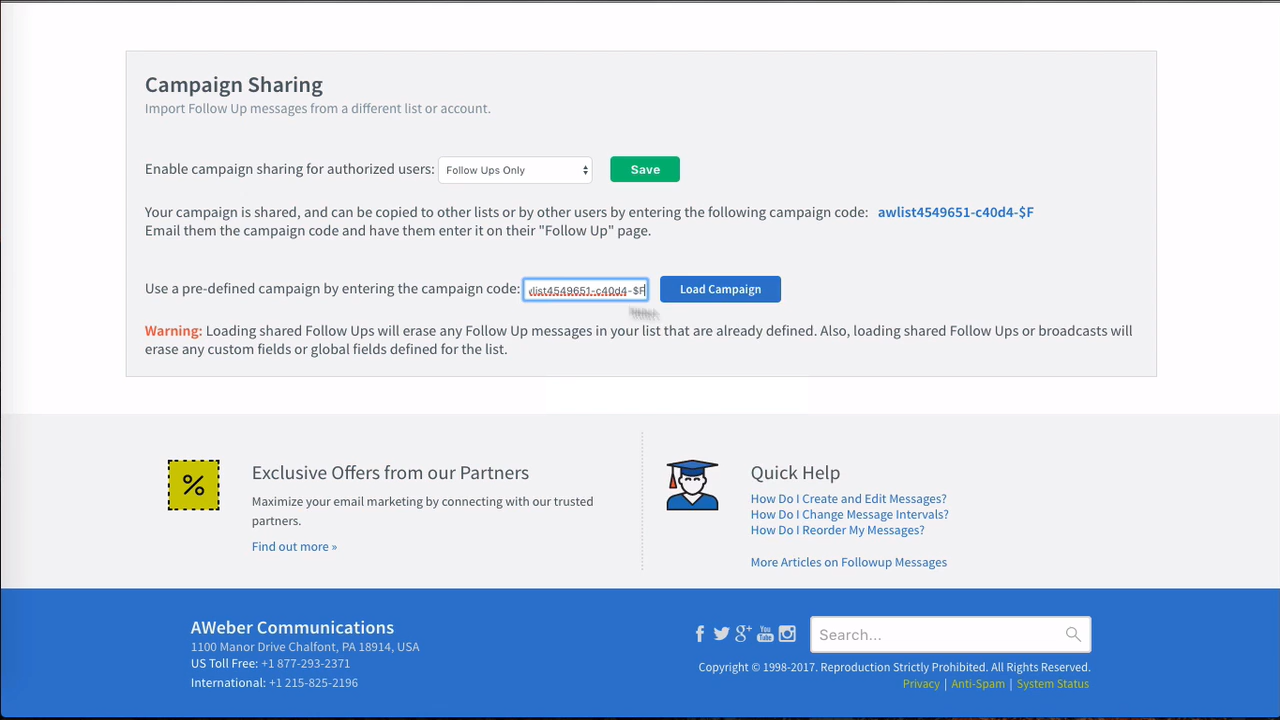 Campaign Sharing
Import Follow Up messages from a different list or account.
Enable campaign sharing for authorized users: Follow Ups Only Save
Your campaign is shared, and can be copied to other lists or by other users by entering the following campaign code: awlist4549651-c40d4-$F
Email them the campaign code and have them enter it on their "Follow Up" page.
Use a pre-defined campaign by entering the campaign code: wlist4549651-c40d4-$F Load Campaign
Warning: Loading shared Follow Ups will erase any Follow Up messages in your list that are already defined. Also, loading shared Follow Ups or broadcasts will
erase any custom fields or global fields defined for the list.
%
Exclusive Offers from our Partners
Maximize your email marketing by connecting with our trusted
partners.
Find out more »
Quick Help
How Do I Create and Edit Messages?
How Do I Change Message Intervals?
How Do I Reorder My Messages?
More Articles on Followup Messages
AWeber Communications
1100 Manor Drive Chalfont, PA 18914, USA
US Toll Free: +1 877-293-2371
International: +1 215-825-2196
f g+ You Tube
Search...
Copyright © 1998-2017. Reproduction Strictly Prohibited. All Rights Reserved.
Privacy | Anti-Spam | System Status